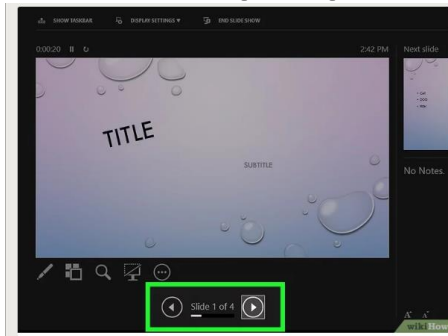 SHOW TASKBAR DISPLAY SETTINGS ▼ END SLIDE SHOW
0:00:20 2:42 PM Next slide
TITLE
SUBTITLE
No Notes.
Slide 1 of 4
A A
wikiHow